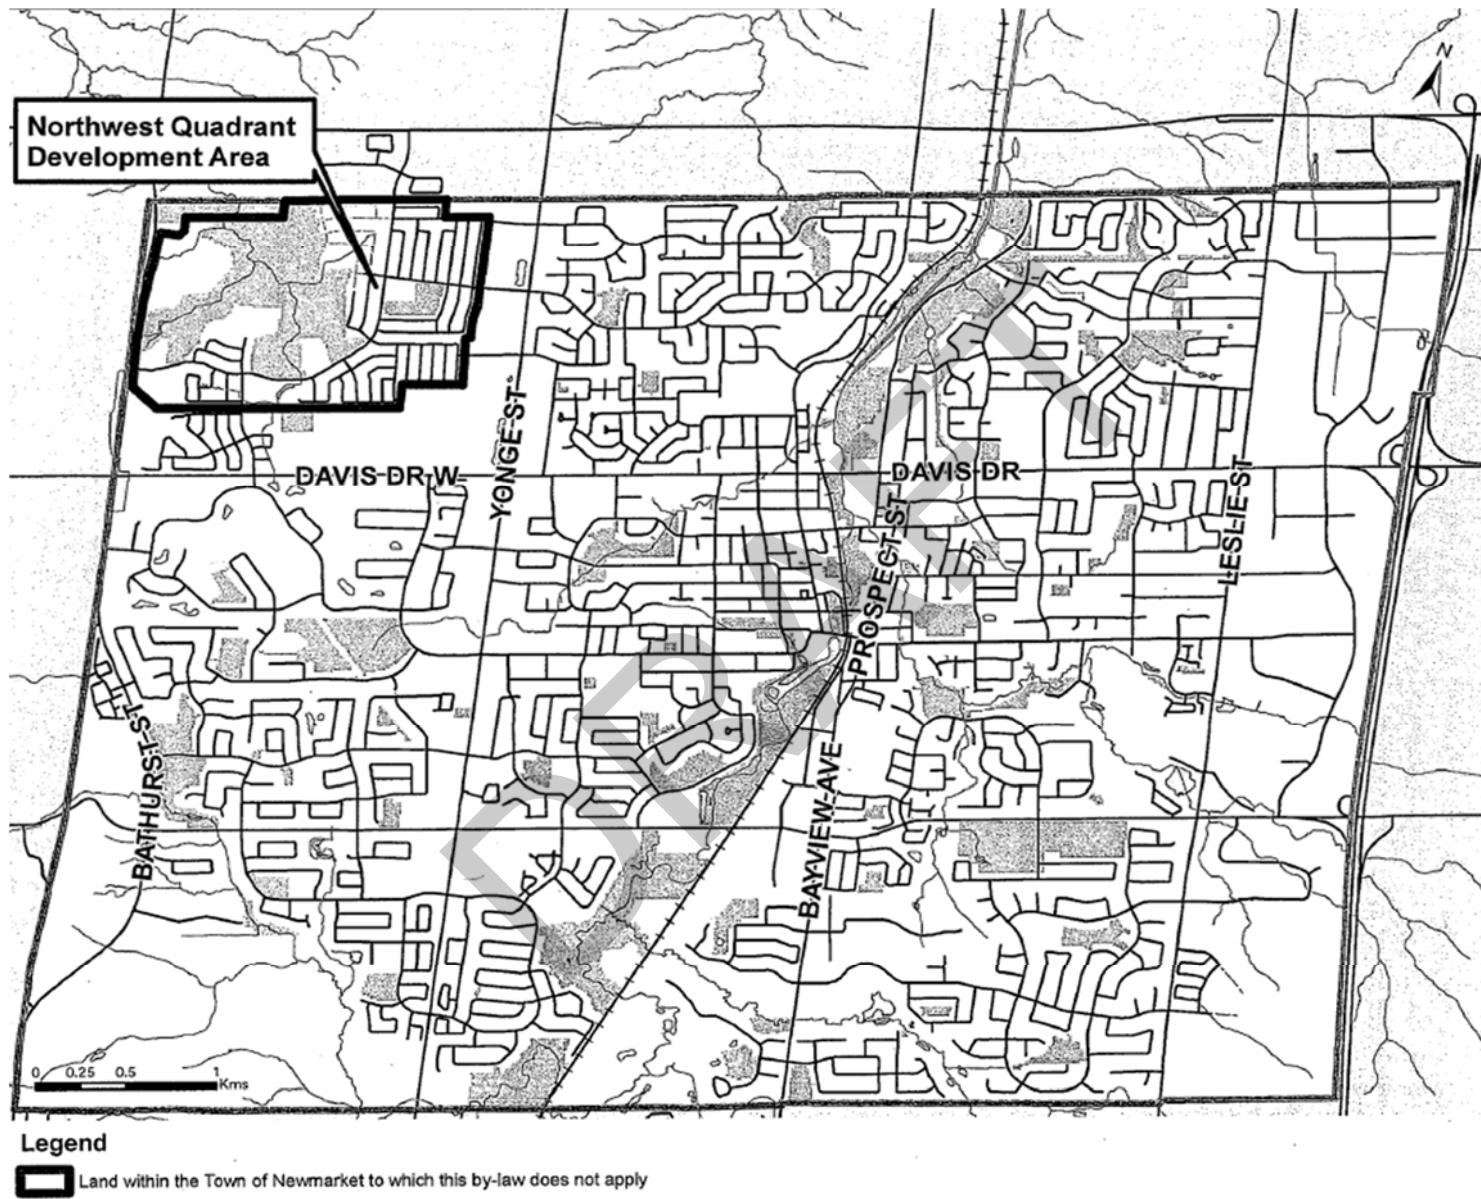 N
Northwest Quadrant
Development Area
YONGE ST
DAVIS DR W
DAVIS DR
LESLIE ST
PROSPECT ST
BATHURST ST
BAYVIEW AVE
DRAFT
0 0.25 0.5 1
Kms
Legend
Land within the Town of Newmarket to which this by-law does not apply